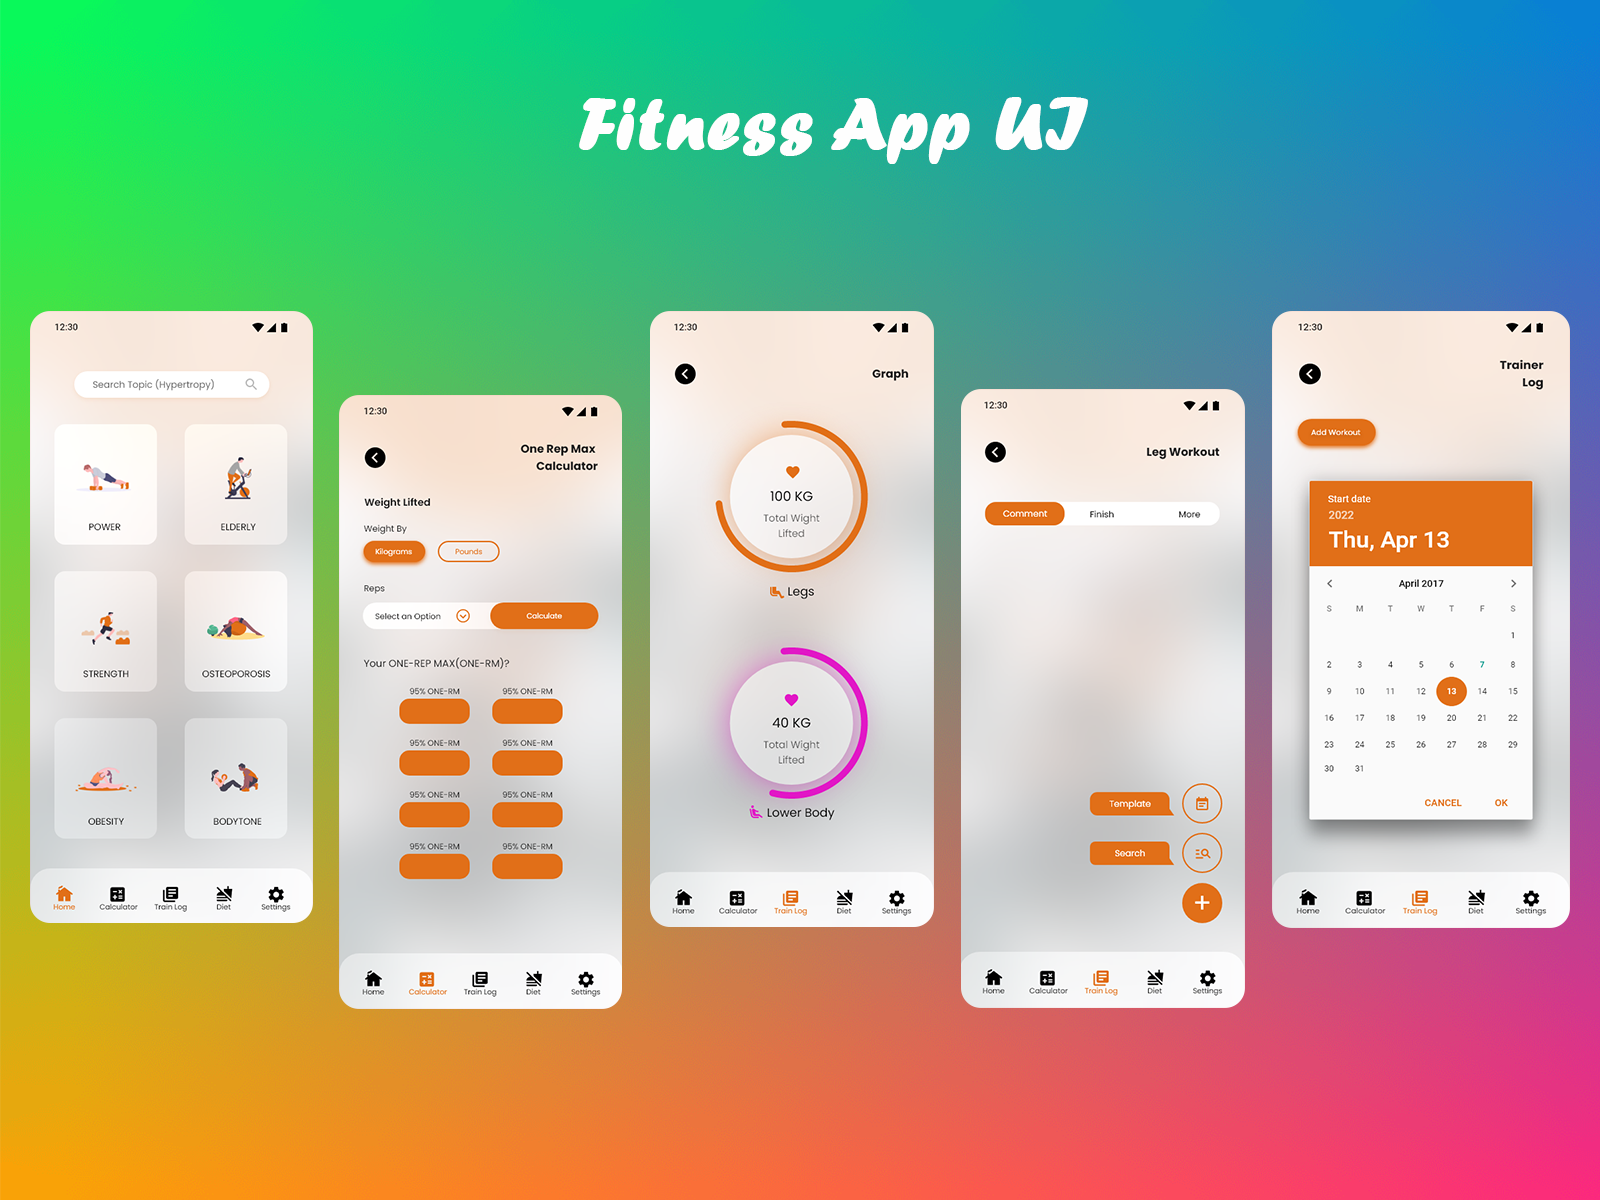 Fitness App UI
12:30
Search Topic (Hypertropy)
POWER
ELDERLY
STRENGTH
OSTEOPOROSIS
OBESITY
BODYTONE
Home
Calculator
Train Log
Diet
Settings
12:30
One Rep Max
Calculator
Weight Lifted
Weight By
Kilograms
Pounds
Reps
Select an Option
Calculate
Your ONE-REP MAX(ONE-RM)?
95% ONE-RM
95% ONE-RM
95% ONE-RM
95% ONE-RM
95% ONE-RM
95% ONE-RM
95% ONE-RM
95% ONE-RM
Home
Calculator
Train Log
Diet
Settings
12:30
Graph
100 KG
Total Wight
Lifted
Legs
40 KG
Total Wight
Lifted
Lower Body
Home
Calculator
Train Log
Diet
Settings
12:30
Leg Workout
Comment
Finish
More
Template
Search
Home
Calculator
Train Log
Diet
Settings
12:30
Trainer
Log
Add Workout
Start date
2022
Thu, Apr 13
April 2017
S M T W T F S
1
2 3 4 5 6 7 8
9 10 11 12 13 14 15
16 17 18 19 20 21 22
23 24 25 26 27 28 29
30 31
CANCEL OK
Home
Calculator
Train Log
Diet
Settings